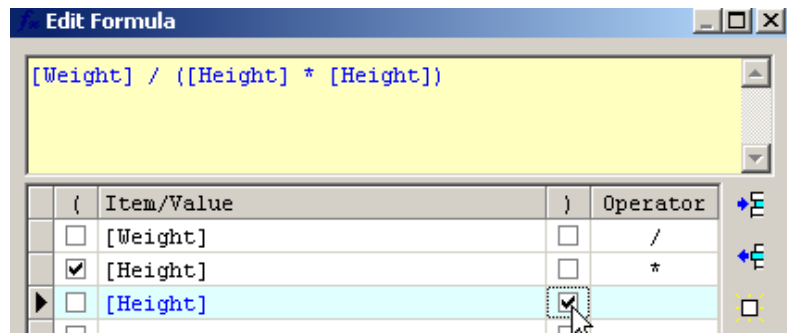 Edit Formula
[Weight] / ([Height] * [Height])
( Item/Value ) Operator
[Weight] /
[Height] *
[Height]